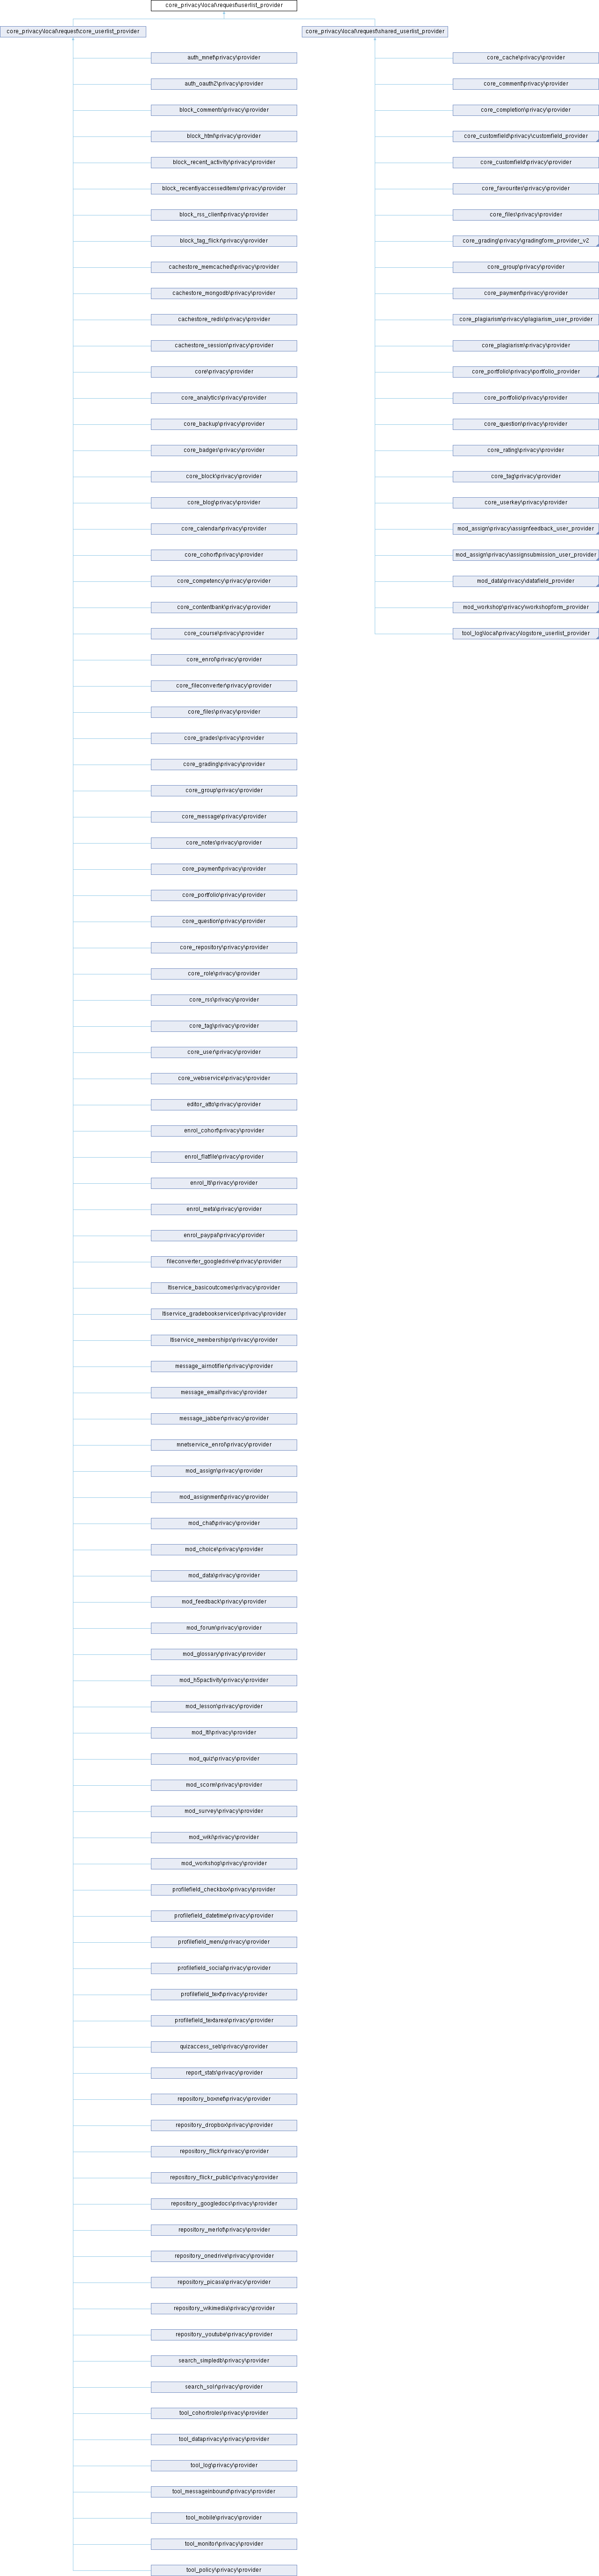 core_privacy\local\request\userlist_provider
core_privacy\local\request\core_userlist_provider
core_privacy\local\request\shared_userlist_provider
auth_mnet\privacy\provider
auth_oauth2\privacy\provider
block_comments\privacy\provider
block_html\privacy\provider
block_recent_activity\privacy\provider
block_recentlyaccesseditems\privacy\provider
block_rss_client\privacy\provider
block_tag_flickr\privacy\provider
cachestore_memcached\privacy\provider
cachestore_mongodb\privacy\provider
cachestore_redis\privacy\provider
cachestore_session\privacy\provider
core\privacy\provider
core_analytics\privacy\provider
core_backup\privacy\provider
core_badges\privacy\provider
core_block\privacy\provider
core_blog\privacy\provider
core_calendar\privacy\provider
core_cohort\privacy\provider
core_competency\privacy\provider
core_contentbank\privacy\provider
core_course\privacy\provider
core_enrol\privacy\provider
core_fileconverter\privacy\provider
core_files\privacy\provider
core_grades\privacy\provider
core_grading\privacy\provider
core_group\privacy\provider
core_message\privacy\provider
core_notes\privacy\provider
core_payment\privacy\provider
core_portfolio\privacy\provider
core_question\privacy\provider
core_repository\privacy\provider
core_role\privacy\provider
core_rss\privacy\provider
core_tag\privacy\provider
core_user\privacy\provider
core_webservice\privacy\provider
editor_atto\privacy\provider
enrol_cohort\privacy\provider
enrol_flatfile\privacy\provider
enrol_lti\privacy\provider
enrol_meta\privacy\provider
enrol_paypal\privacy\provider
fileconverter_googledrive\privacy\provider
ltiservice_basicoutcomes\privacy\provider
ltiservice_gradebookservices\privacy\provider
ltiservice_memberships\privacy\provider
message_airnotifier\privacy\provider
message_email\privacy\provider
message_jabber\privacy\provider
mnetservice_enrol\privacy\provider
mod_assign\privacy\provider
mod_assignment\privacy\provider
mod_chat\privacy\provider
mod_choice\privacy\provider
mod_data\privacy\provider
mod_feedback\privacy\provider
mod_forum\privacy\provider
mod_glossary\privacy\provider
mod_h5pactivity\privacy\provider
mod_lesson\privacy\provider
mod_lti\privacy\provider
mod_quiz\privacy\provider
mod_scorm\privacy\provider
mod_survey\privacy\provider
mod_wiki\privacy\provider
mod_workshop\privacy\provider
profilefield_checkbox\privacy\provider
profilefield_datetime\privacy\provider
profilefield_menu\privacy\provider
profilefield_social\privacy\provider
profilefield_text\privacy\provider
profilefield_textarea\privacy\provider
quizaccess_seb\privacy\provider
report_stats\privacy\provider
repository_boxnet\privacy\provider
repository_dropbox\privacy\provider
repository_flickr\privacy\provider
repository_flickr_public\privacy\provider
repository_googledocs\privacy\provider
repository_merlot\privacy\provider
repository_onedrive\privacy\provider
repository_picasa\privacy\provider
repository_wikimedia\privacy\provider
repository_youtube\privacy\provider
search_simpledb\privacy\provider
search_solr\privacy\provider
tool_cohortroles\privacy\provider
tool_dataprivacy\privacy\provider
tool_log\privacy\provider
tool_messageinbound\privacy\provider
tool_mobile\privacy\provider
tool_monitor\privacy\provider
tool_policy\privacy\provider
core_cache\privacy\provider
core_comment\privacy\provider
core_completion\privacy\provider
core_customfield\privacy\customfield_provider
core_customfield\privacy\provider
core_favourites\privacy\provider
core_files\privacy\provider
core_grading\privacy\gradingform_provider_v2
core_group\privacy\provider
core_payment\privacy\provider
core_plagiarism\privacy\plagiarism_user_provider
core_plagiarism\privacy\provider
core_portfolio\privacy\portfolio_provider
core_portfolio\privacy\provider
core_question\privacy\provider
core_rating\privacy\provider
core_tag\privacy\provider
core_userkey\privacy\provider
mod_assign\privacy\assignfeedback_user_provider
mod_assign\privacy\assignsubmission_user_provider
mod_data\privacy\datafield_provider
mod_workshop\privacy\workshopform_provider
tool_log\local\privacy\logstore_userlist_provider